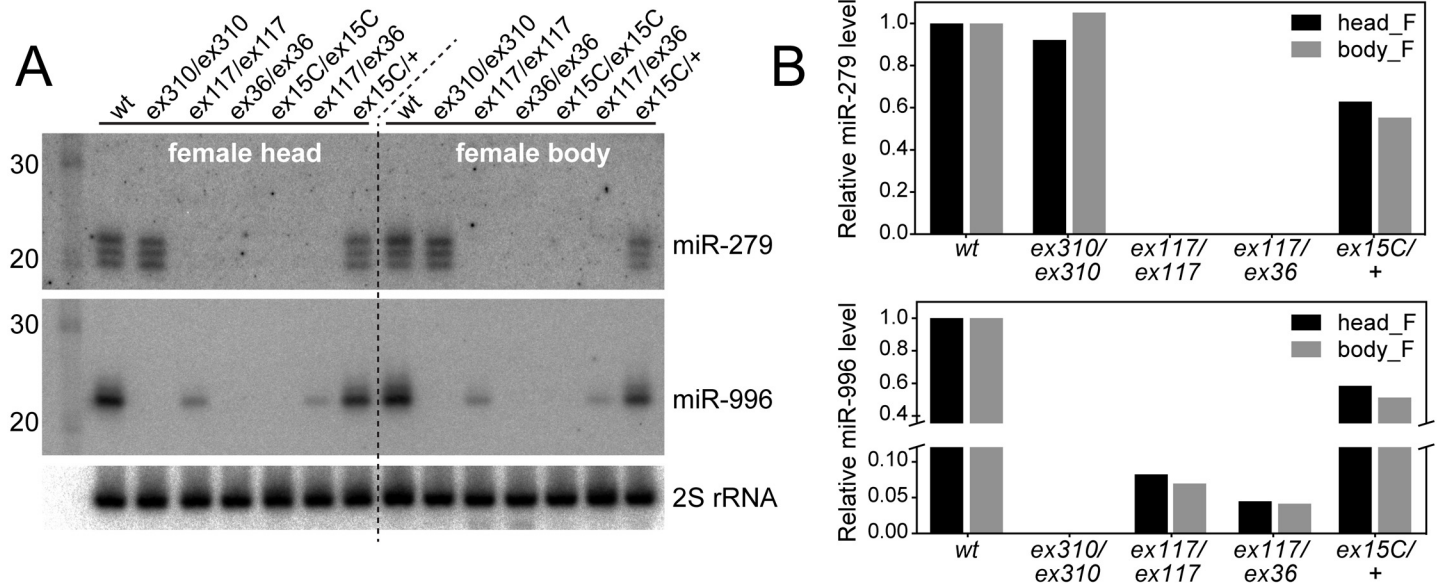 A
wt
ex310/ex310
ex117/ex117
ex36/ex36
ex15C/ex15C
ex117/ex36
ex15C/+
wt
ex310/ex310
ex117/ex117
ex36/ex36
ex15C/ex15C
ex117/ex36
ex15C/+
female head
female body
30
20
miR-279
30
20
miR-996
2S rRNA
B
Relative miR-279 level
1.0
0.8
0.6
0.4
0.2
0.0
head_F
body_F
wt
ex310/
ex310
ex117/
ex117
ex117/
ex36
ex15C/
+
Relative miR-996 level
1.0
0.8
0.6
0.4
0.10
0.05
0.00
head_F
body_F
wt
ex310/
ex310
ex117/
ex117
ex117/
ex36
ex15C/
+